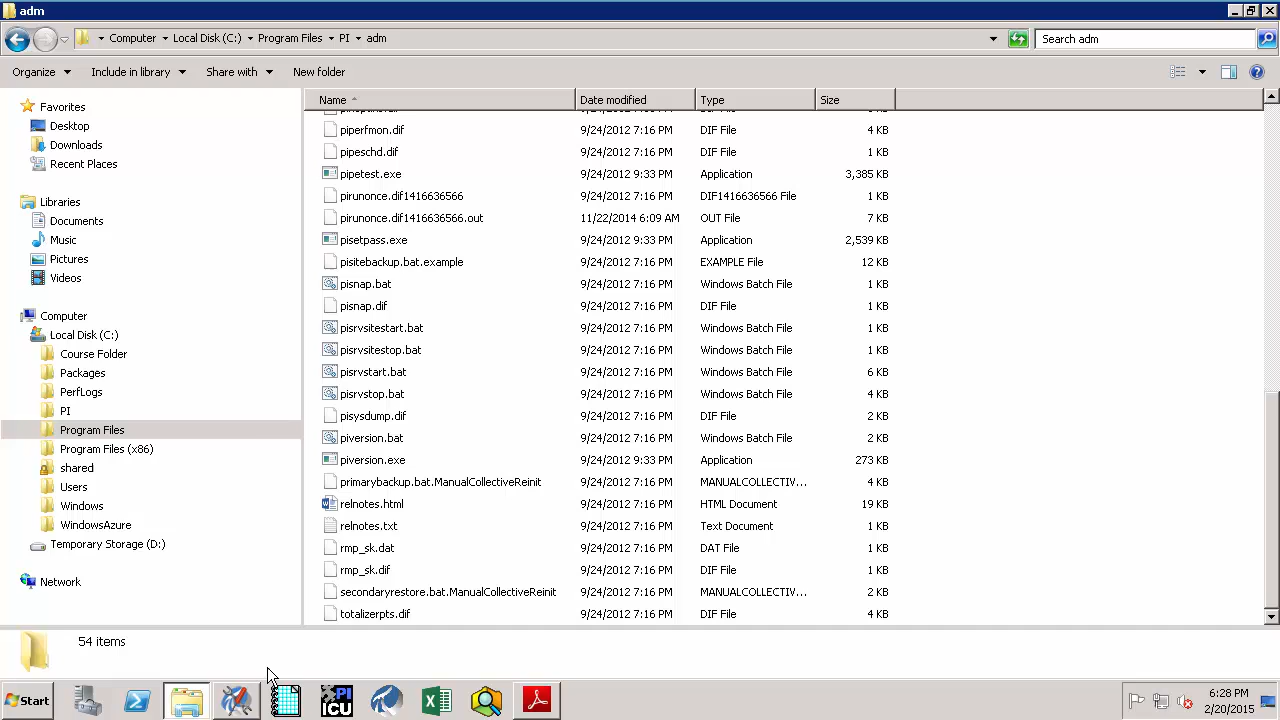 adm
Computer Local Disk (C:) Program Files PI adm
Search adm
Organize Include in library Share with New folder
Name Date modified Type Size
piperfmon.dif 9/24/2012 7:16 PM DIF File 4 KB
pipeschd.dif 9/24/2012 7:16 PM DIF File 1 KB
pipetest.exe 9/24/2012 9:33 PM Application 3,385 KB
pirunonce.dif1416636566 9/24/2012 7:16 PM DIF1416636566 File 1 KB
pirunonce.dif1416636566.out 11/22/2014 6:09 AM OUT File 7 KB
pisetpass.exe 9/24/2012 9:33 PM Application 2,539 KB
pisitebackup.bat.example 9/24/2012 7:16 PM EXAMPLE File 12 KB
pisnap.bat 9/24/2012 7:16 PM Windows Batch File 1 KB
pisnap.dif 9/24/2012 7:16 PM DIF File 1 KB
pisrvsitestart.bat 9/24/2012 7:16 PM Windows Batch File 1 KB
pisrvsitestop.bat 9/24/2012 7:16 PM Windows Batch File 1 KB
pisrvstart.bat 9/24/2012 7:16 PM Windows Batch File 6 KB
pisrvstop.bat 9/24/2012 7:16 PM Windows Batch File 2 KB
pisysdump.dif 9/24/2012 7:16 PM DIF File 2 KB
piversion.bat 9/24/2012 7:16 PM Windows Batch File 2 KB
piversion.exe 9/24/2012 9:33 PM Application 273 KB
primarybackup.bat.ManualCollectiveReinit 9/24/2012 7:16 PM MANUALCOLLECTIV... 4 KB
relnotes.html 9/24/2012 7:16 PM HTML Document 19 KB
relnotes.txt 9/24/2012 7:16 PM Text Document 1 KB
rmp_sk.dat 9/24/2012 7:16 PM DAT File 1 KB
rmp_sk.dif 9/24/2012 7:16 PM DIF File 1 KB
secondaryrestore.bat.ManualCollectiveReinit 9/24/2012 7:16 PM MANUALCOLLECTIV... 2 KB
totalizerpts.dif 9/24/2012 7:16 PM DIF File 4 KB
Favorites
Desktop
Downloads
Recent Places
Libraries
Documents
Music
Pictures
Videos
Computer
Local Disk (C:)
Course Folder
Packages
PerfLogs
PI
Program Files
Program Files (x86)
shared
Users
Windows
WindowsAzure
Temporary Storage (D:)
Network
54 items
Start
PI
ICU
6:28 PM
2/20/2015